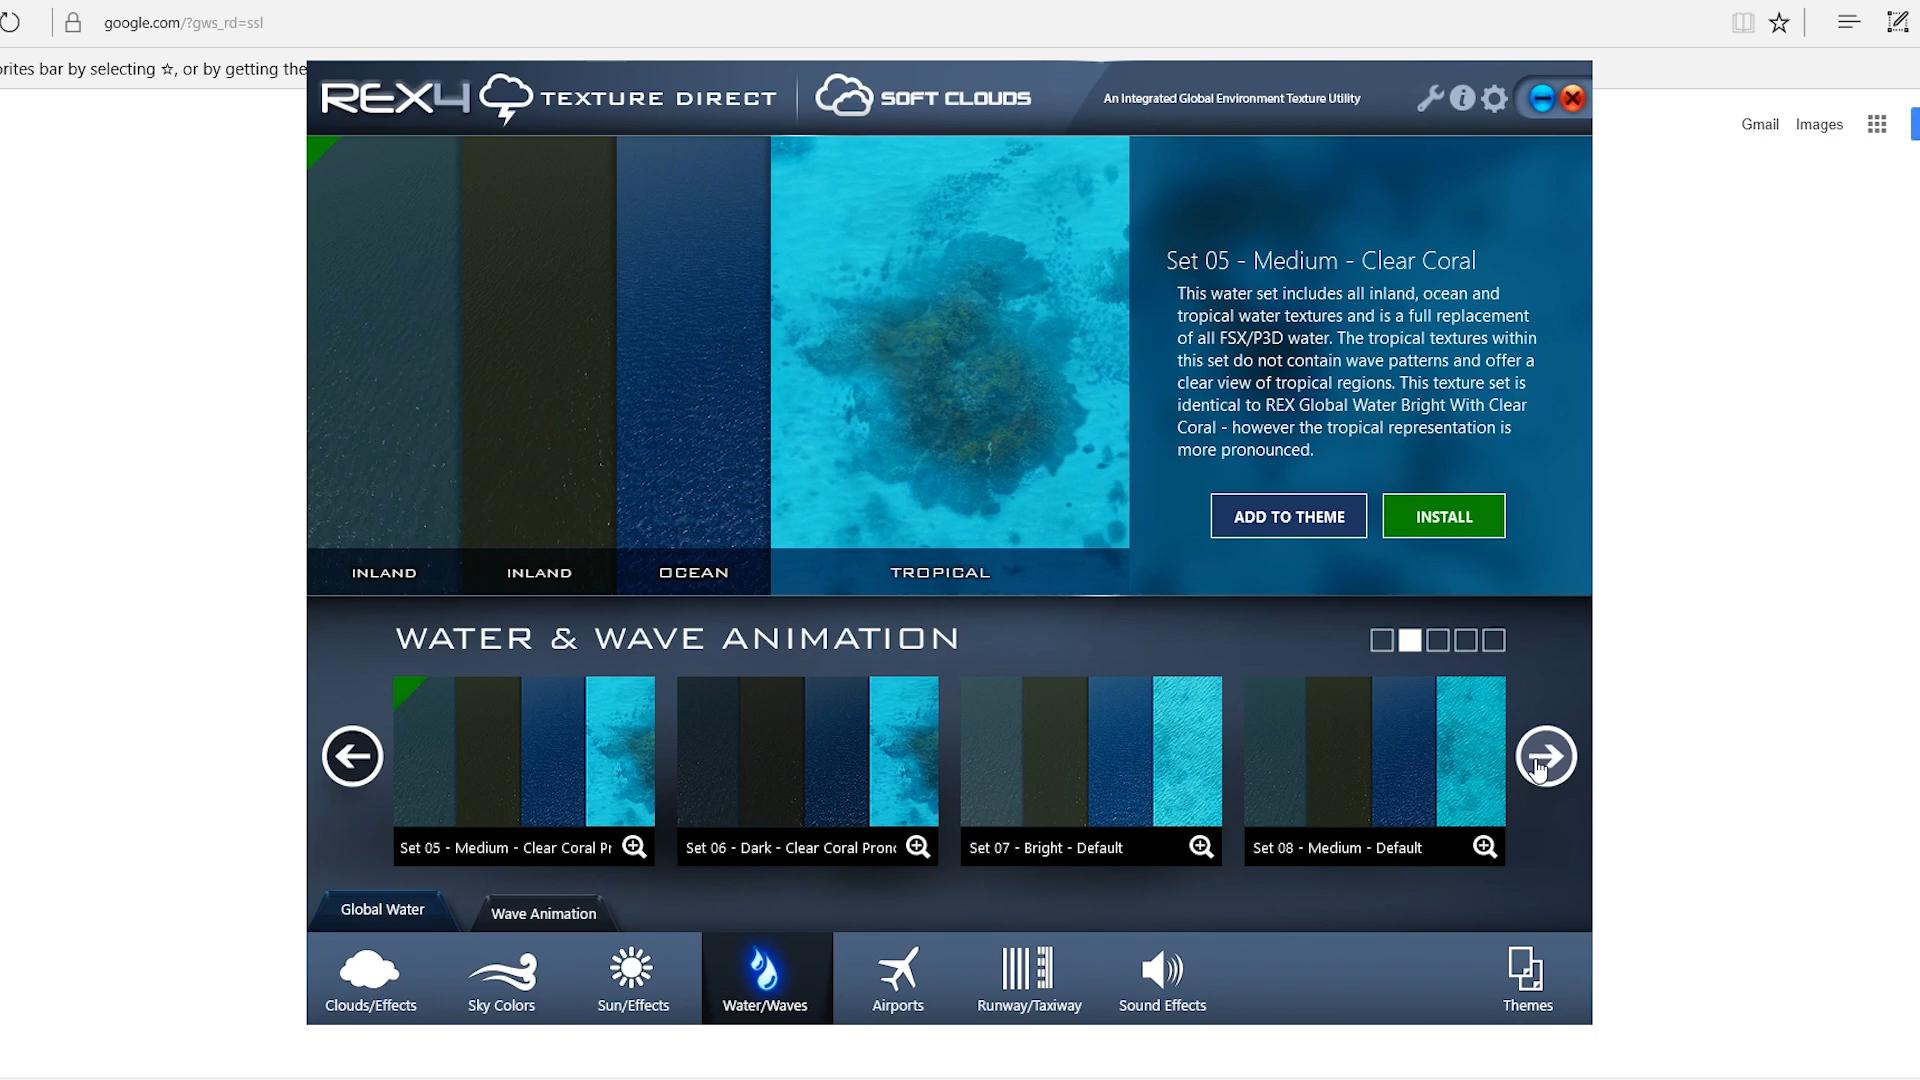 google.com/?gws_rd=ssl
rites bar by selecting ☆, or by getting the
REX4 TEXTURE DIRECT
SOFT CLOUDS
An Integrated Global Environment Texture Utility
Gmail Images
Set 05 - Medium - Clear Coral
This water set includes all inland, ocean and
tropical water textures and is a full replacement
of all FSX/P3D water. The tropical textures within
this set do not contain wave patterns and offer a
clear view of tropical regions. This texture set is
identical to REX Global Water Bright With Clear
Coral - however the tropical representation is
more pronounced.
ADD TO THEME
INSTALL
INLAND
INLAND
OCEAN
TROPICAL
WATER & WAVE ANIMATION
Set 05 - Medium - Clear Coral Pr
Set 06 - Dark - Clear Coral Pron
Set 07 - Bright - Default
Set 08 - Medium - Default
Global Water
Wave Animation
Clouds/Effects
Sky Colors
Sun/Effects
Water/Waves
Airports
Runway/Taxiway
Sound Effects
Themes